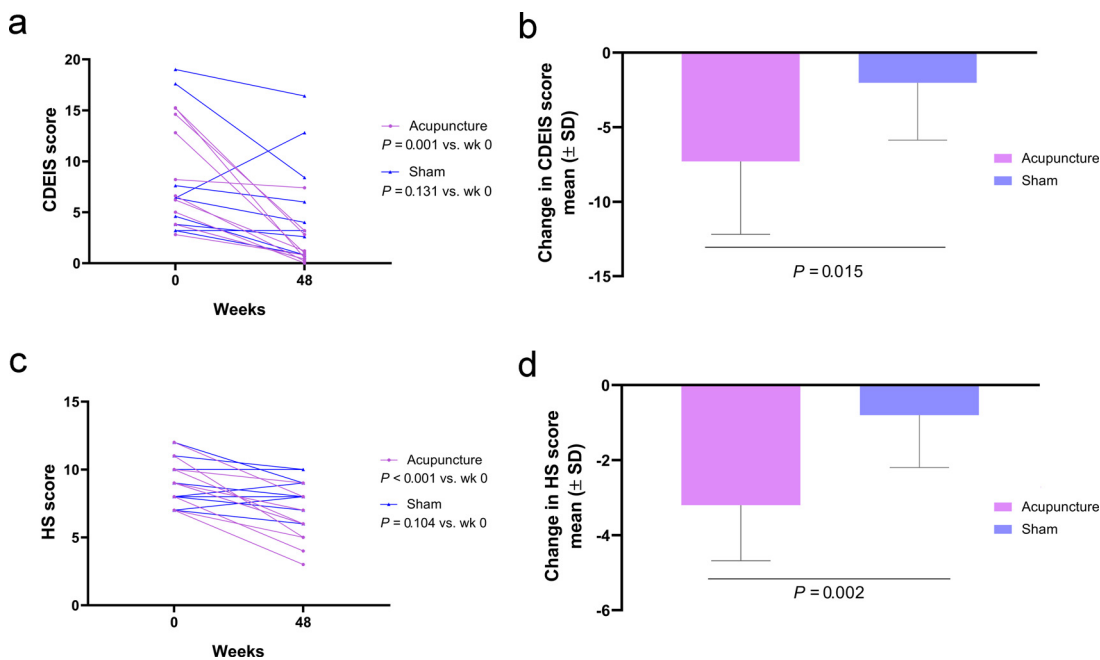 a
CDEIS score
20
15
10
5
0
0
48
Weeks
Acupuncture
P = 0.001 vs. wk 0
Sham
P = 0.131 vs. wk 0
b
Change in CDEIS score
mean (± SD)
0
-5
-10
-15
P = 0.015
Acupuncture
Sham
c
HS score
15
10
5
0
0
48
Weeks
Acupuncture
P < 0.001 vs. wk 0
Sham
P = 0.104 vs. wk 0
d
Change in HS score
mean (± SD)
0
-2
-4
-6
P = 0.002
Acupuncture
Sham